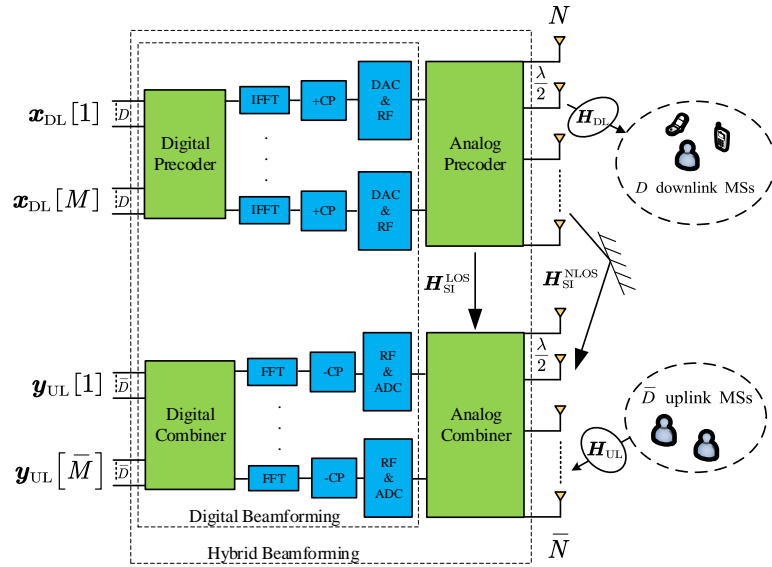 N
x_DL[1]
D
Digital
Precoder
IFFT
+CP
DAC
&
RF
Analog
Precoder
λ/2
H_DL
D downlink MSs
x_DL[M]
D
IFFT
+CP
DAC
&
RF
H_SI^LOS
H_SI^NLOS
y_UL[1]
D̅
Digital
Combiner
FFT
-CP
RF
&
ADC
Analog
Combiner
λ/2
D̅ uplink MSs
H_UL
y_UL[M̅]
D̅
FFT
-CP
RF
&
ADC
Digital Beamforming
Hybrid Beamforming
N̅